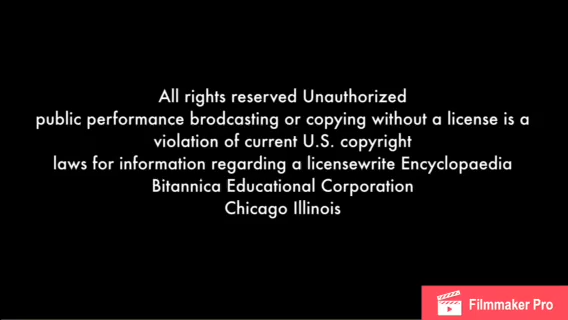 All rights reserved Unauthorized
public performance brodcasting or copying without a license is a
violation of current U.S. copyright
laws for information regarding a licensewrite Encyclopaedia
Bitannica Educational Corporation
Chicago Illinois
Filmmaker Pro